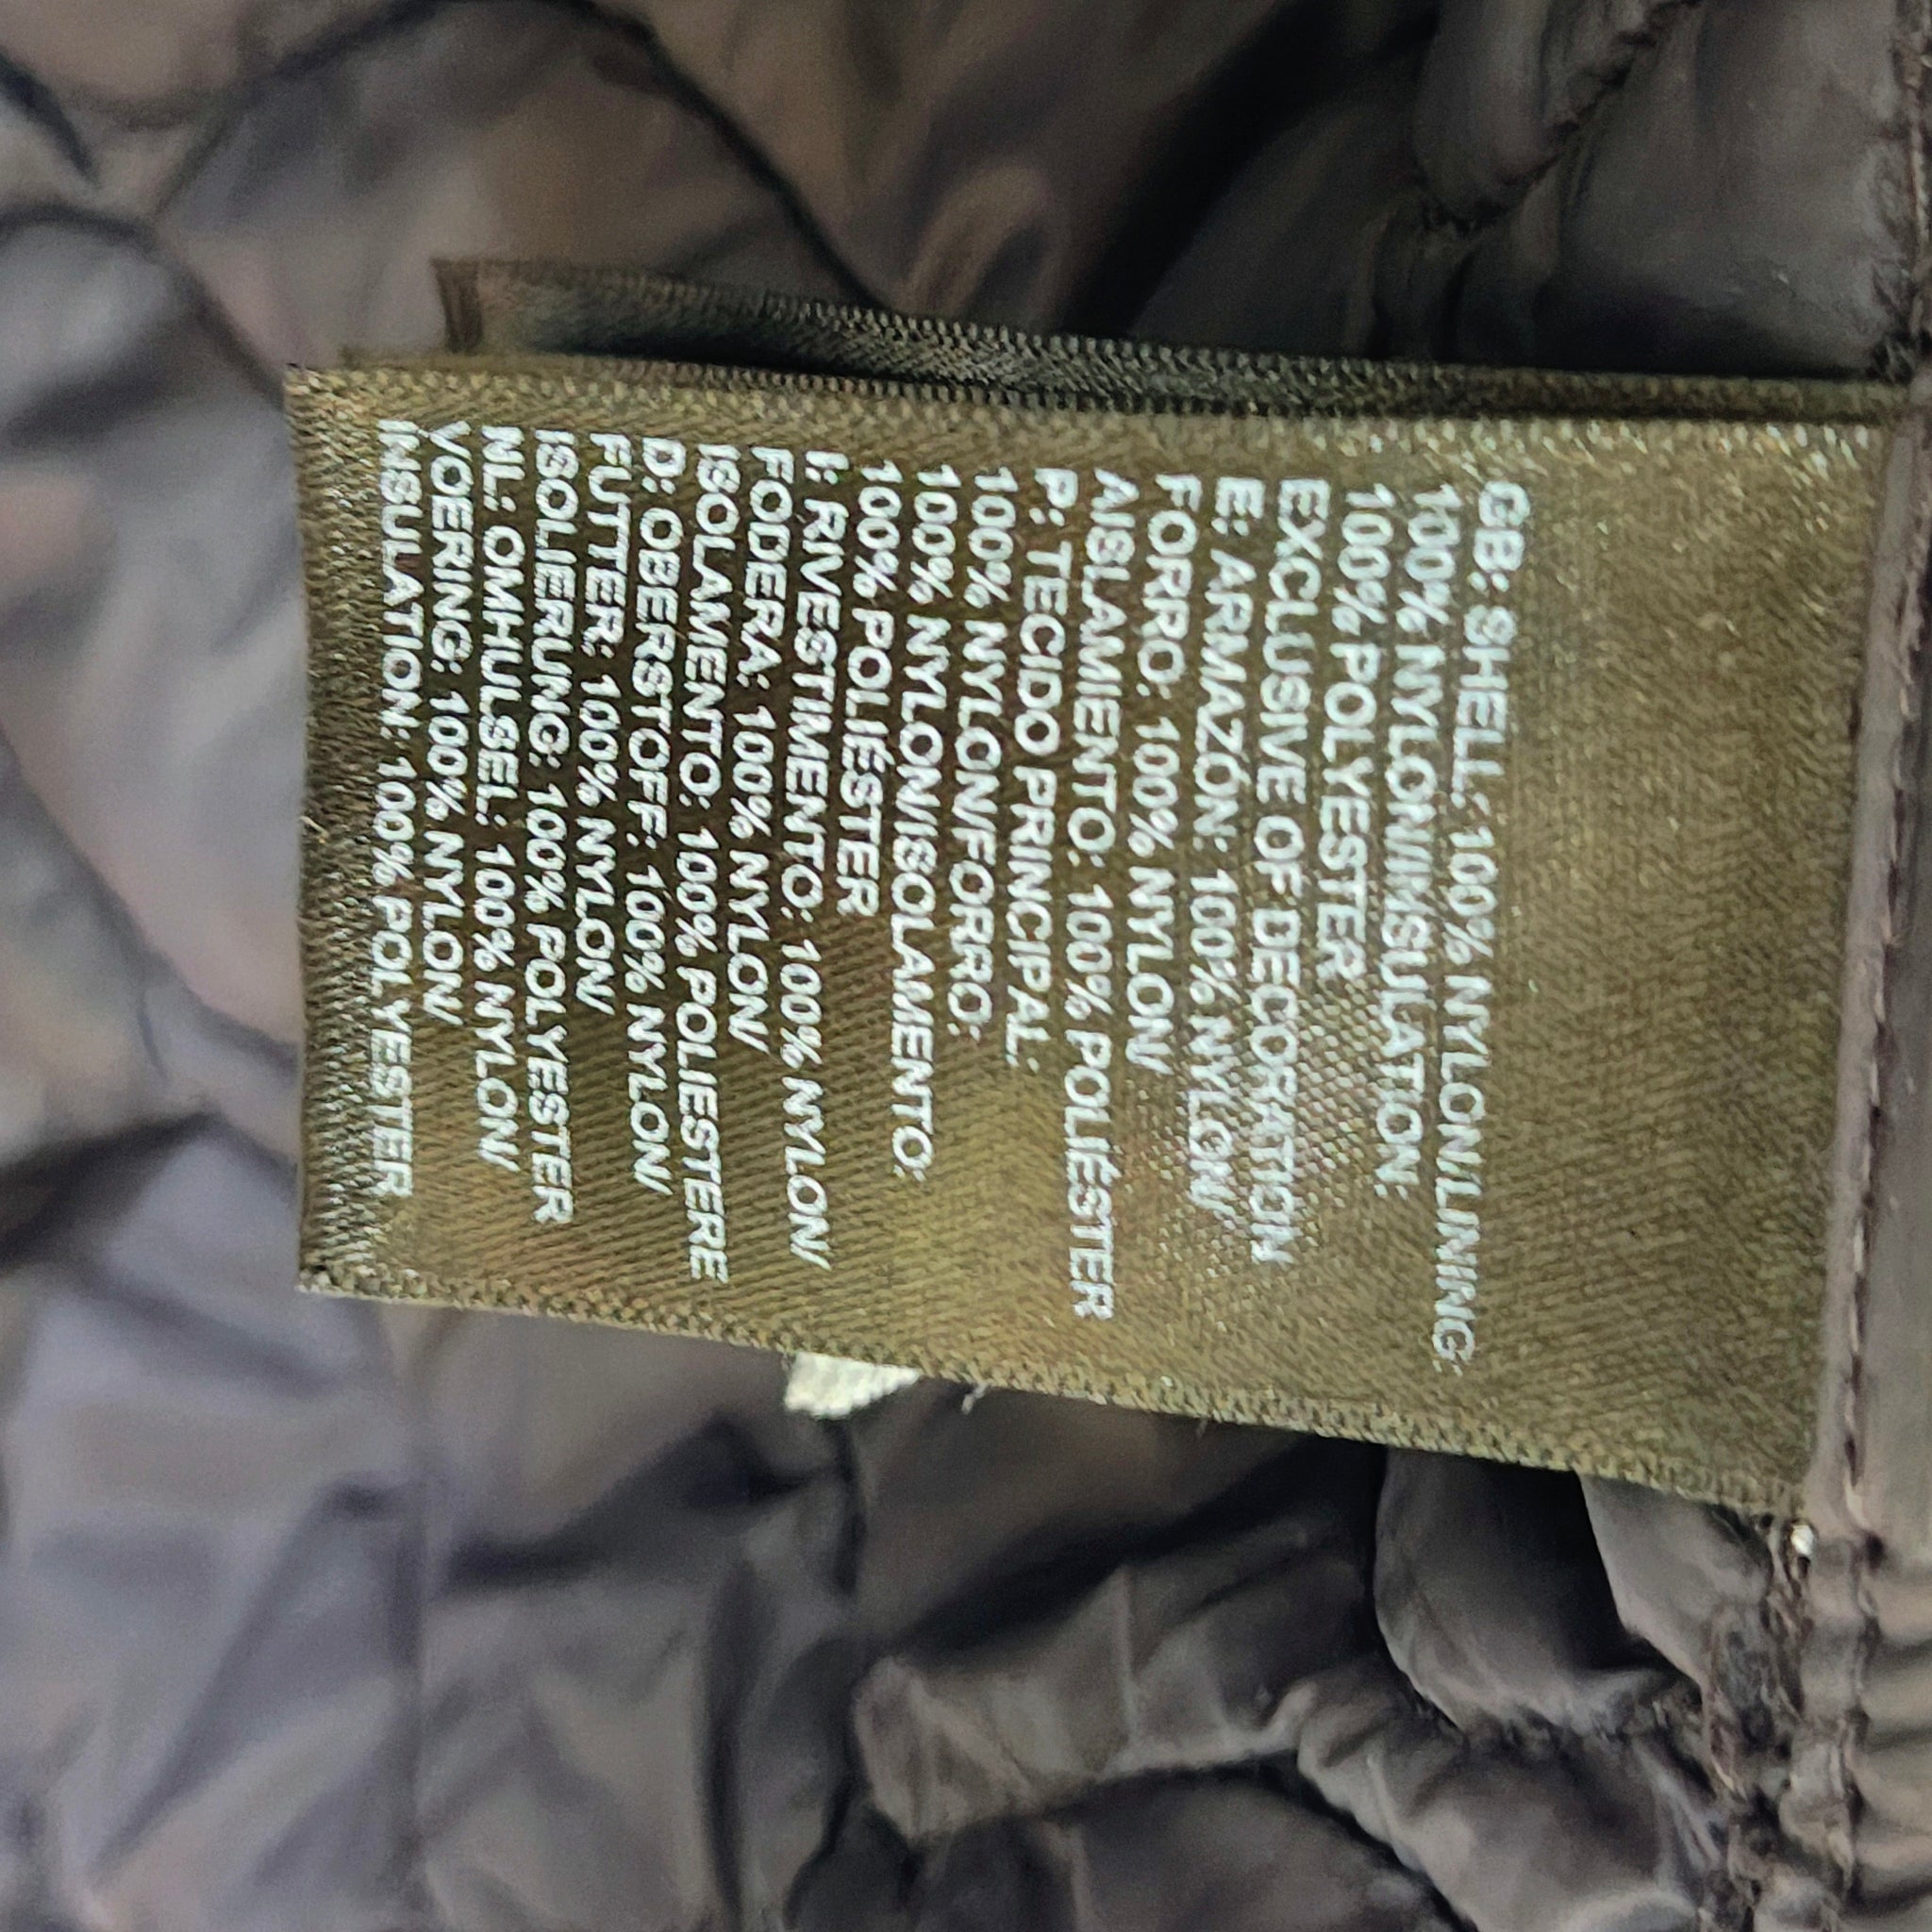 GB: SHELL: 100% NYLON/LINING:
100% NYLON/INSULATION:
100% POLYESTER
EXCLUSIVE OF DECORATION
E: ARMAZÓN: 100% NYLON
FORRO: 100% NYLON
AISLAMIENTO: 100% POLIÉSTER
P: TECIDO PRINCIPAL:
100% NYLON/FORRO:
100% NYLON/ISOLAMENTO:
100% POLIÉSTER
I: RIVESTIMENTO: 100% NYLON
FODERA: 100% NYLON
ISOLAMENTO: 100% POLIESTERE
D: OBERSTOFF: 100% NYLON
FUTTER: 100% NYLON
ISOLIERUNG: 100% POLYESTER
NL: OMHULSEL: 100% NYLON
VOERING: 100% NYLON
INSULATION: 100% POLYESTER